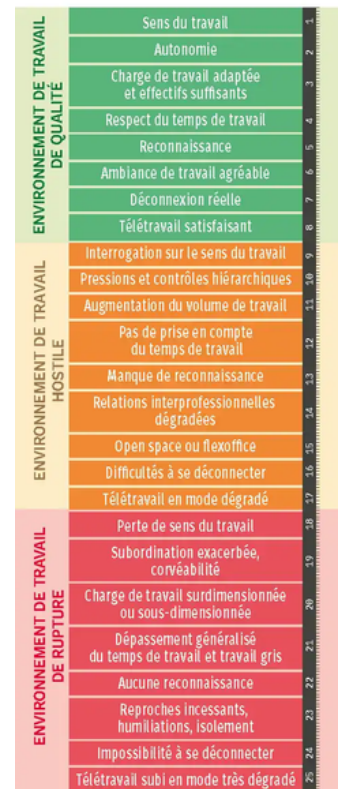 ENVIRONNEMENT DE TRAVAIL
DE QUALITÉ
Sens du travail
1
Autonomie
2
Charge de travail adaptée
et effectifs suffisants
3
Respect du temps de travail
4
Reconnaissance
5
Ambiance de travail agréable
6
Déconnexion réelle
7
Télétravail satisfaisant
8
ENVIRONNEMENT DE TRAVAIL
HOSTILE
Interrogation sur le sens du travail
9
Pressions et contrôles hiérarchiques
10
Augmentation du volume de travail
11
Pas de prise en compte
du temps de travail
12
Manque de reconnaissance
13
Relations interprofessionnelles
dégradées
14
Open space ou flexoffice
15
Difficultés à se déconnecter
16
Télétravail en mode dégradé
17
ENVIRONNEMENT DE TRAVAIL
DE RUPTURE
Perte de sens du travail
18
Subordination exacerbée,
corvéabilité
19
Charge de travail surdimensionnée
ou sous-dimensionnée
20
Dépassement généralisé
du temps de travail et travail gris
21
Aucune reconnaissance
22
Reproches incessants,
humiliations, isolement
23
Impossibilité à se déconnecter
24
Télétravail subi en mode très dégradé
25